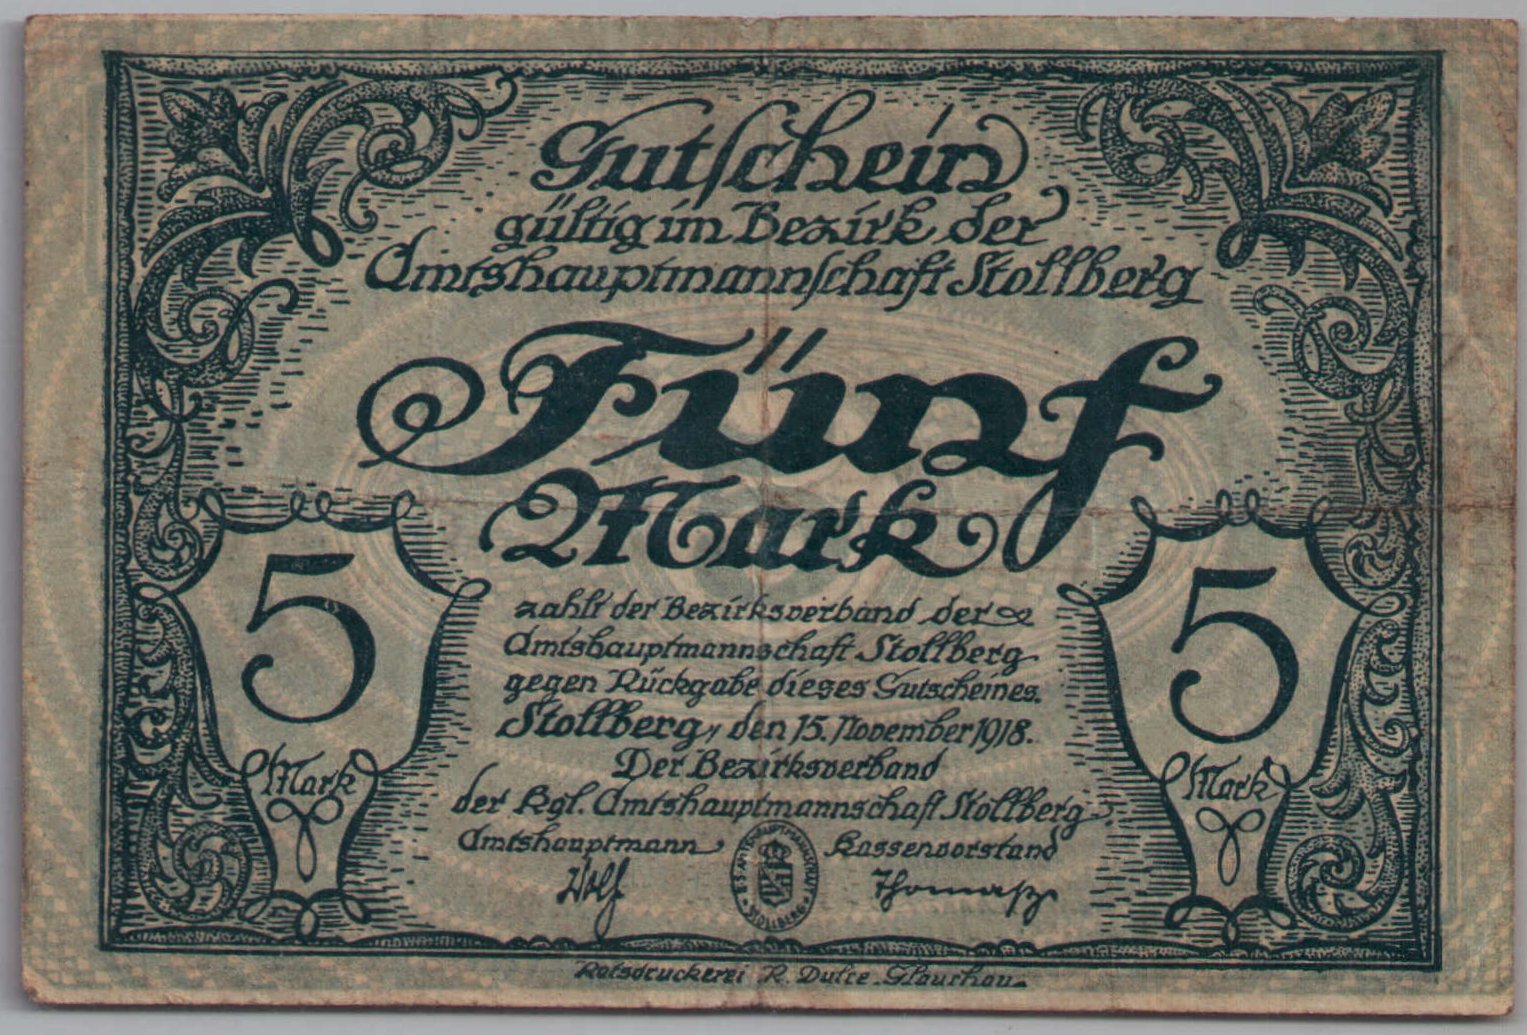 Gutschein
gültig im Bezirk der
Amtshauptmannschaft Stollberg
Fünf
Mark
5
Mark
5
Mark
zahlt der Bezirksverband der
Amtshauptmannschaft Stollberg
gegen Rückgabe dieses Gutscheines.
Stollberg, den 15. November 1918.
Der Bezirksverband
der Kgl. Amtshauptmannschaft Stollberg
Amtshauptmann
Kassenvorstand
Wolf
STOLLBERG
Ratsdruckerei R. Dulce. Glauchau.